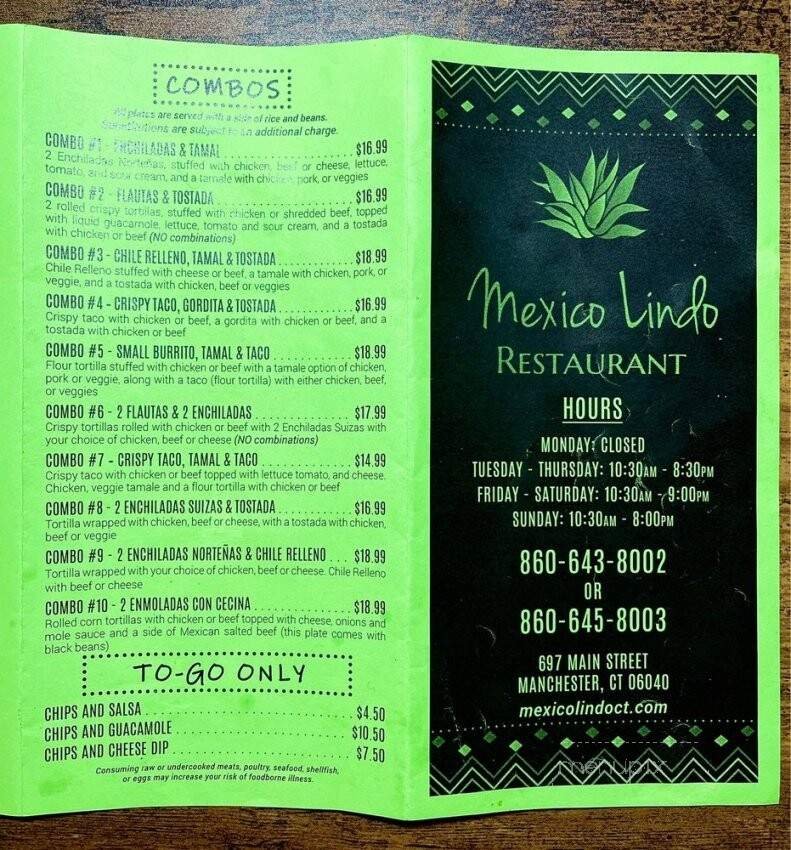 COMBOS
All plates are served with a side of rice and beans.
Substitutions are subject to an additional charge.
COMBO #1 - ENCHILADAS & TAMAL $16.99
2 Enchiladas Norteñas, stuffed with chicken, beef or cheese, lettuce,
tomato, and sour cream, and a tamale with chicken, pork, or veggies
COMBO #2 - FLAUTAS & TOSTADA $16.99
2 rolled crispy tortillas, stuffed with chicken or shredded beef, topped
with liquid guacamole, lettuce, tomato and sour cream, and a tostada
with chicken or beef (NO combinations)
COMBO #3 - CHILE RELLENO, TAMAL & TOSTADA $18.99
Chile Relleno stuffed with cheese or beef, a tamale with chicken, pork, or
veggie, and a tostada with chicken, beef or veggies
COMBO #4 - CRISPY TACO, GORDITA & TOSTADA $16.99
Crispy taco with chicken or beef, a gordita with chicken or beef, and a
tostada with chicken or beef
COMBO #5 - SMALL BURRITO, TAMAL & TACO $18.99
Flour tortilla stuffed with chicken or beef with a tamale option of chicken,
pork or veggie, along with a taco (flour tortilla) with either chicken, beef,
or veggies
COMBO #6 - 2 FLAUTAS & 2 ENCHILADAS $17.99
Crispy tortillas rolled with chicken or beef with 2 Enchiladas Suizas with
your choice of chicken, beef or cheese (NO combinations)
COMBO #7 - CRISPY TACO, TAMAL & TACO $14.99
Crispy taco with chicken or beef topped with lettuce tomato, and cheese.
Chicken, veggie tamale and a flour tortilla with chicken or beef
COMBO #8 - 2 ENCHILADAS SUIZAS & TOSTADA $16.99
Tortilla wrapped with chicken, beef or cheese, with a tostada with chicken,
beef or veggie
COMBO #9 - 2 ENCHILADAS NORTEÑAS & CHILE RELLENO $18.99
Tortilla wrapped with your choice of chicken, beef or cheese. Chile Relleno
with beef or cheese
COMBO #10 - 2 ENMOLADAS CON CECINA $18.99
Rolled corn tortillas with chicken or beef topped with cheese, onions and
mole sauce and a side of Mexican salted beef (this plate comes with
black beans)
TO-GO ONLY
CHIPS AND SALSA $4.50
CHIPS AND GUACAMOLE $10.50
CHIPS AND CHEESE DIP $7.50
Consuming raw or undercooked meats, poultry, seafood, shellfish,
or eggs may increase your risk of foodborne illness.
Mexico Lindo
RESTAURANT
HOURS
MONDAY: CLOSED
TUESDAY - THURSDAY: 10:30AM - 8:30PM
FRIDAY - SATURDAY: 10:30AM - 9:00PM
SUNDAY: 10:30AM - 8:00PM
860-643-8002
OR
860-645-8003
697 MAIN STREET
MANCHESTER, CT 06040
mexicolindoct.com
menupix